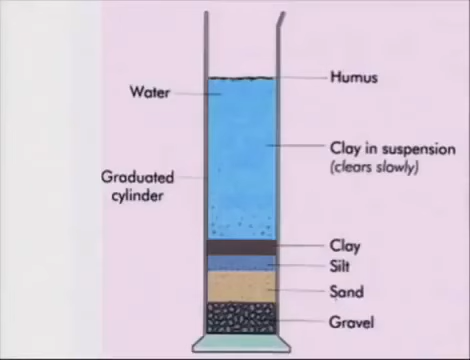 Humus
Water
Clay in suspension
(clears slowly)
Graduated
cylinder
Clay
Silt
Sand
Gravel